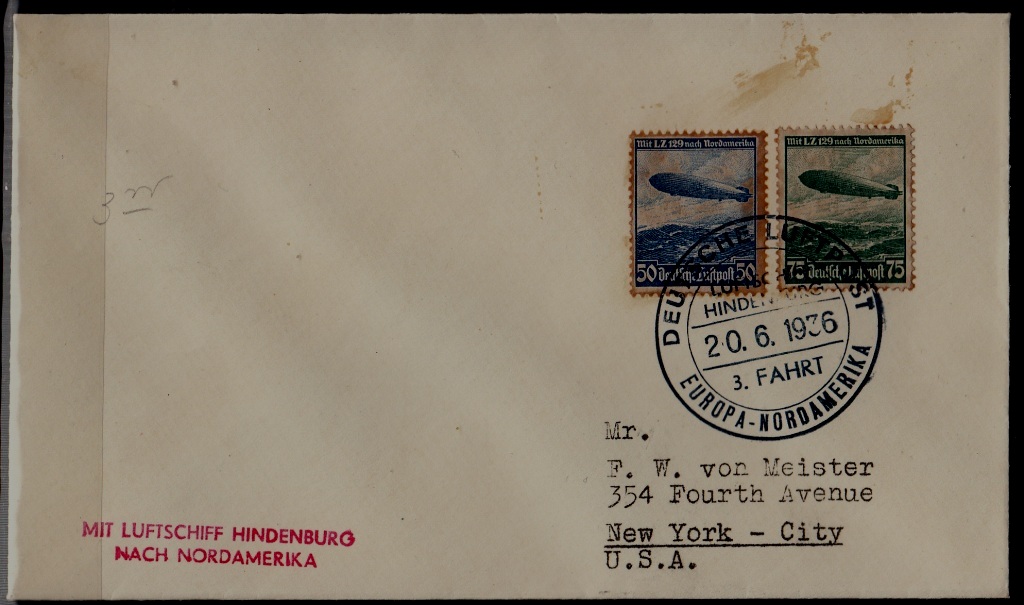 3
Mit LZ 129 nach Nordamerika
50 Deutsche Luftpost 50
Mit LZ 129 nach Nordamerika
75 Deutsche Luftpost 75
DEUTSCHE LUFTPOST
LUFTSCHIFF
HINDENBURG
20.6.1936
3. FAHRT
EUROPA-NORDAMERIKA
Mr.
F. W. von Meister
354 Fourth Avenue
New York - City
U.S.A.
MIT LUFTSCHIFF HINDENBURG
NACH NORDAMERIKA